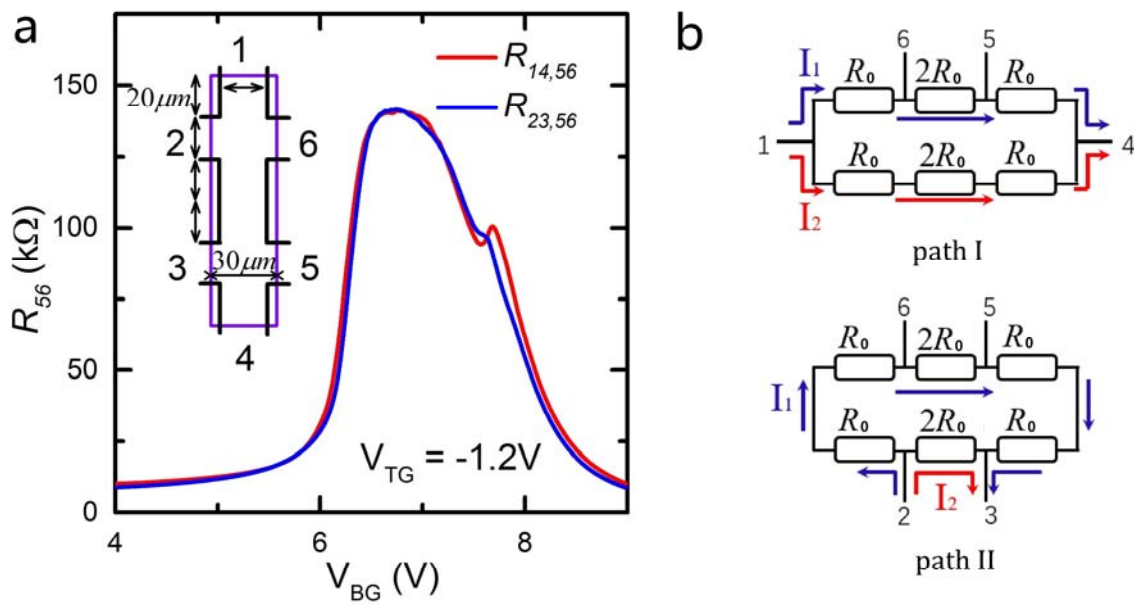 a
R₁₄,₅₆
R₂₃,₅₆
150
100
50
0
R₅₆ (kΩ)
4
6
8
V_BG (V)
V_TG = -1.2V
1
20μm
2
6
3
30μm
5
4
b
6
5
I₁
R₀
2R₀
R₀
1
4
R₀
2R₀
R₀
I₂
path I
6
5
R₀
2R₀
R₀
I₁
R₀
2R₀
R₀
I₂
2
3
path II